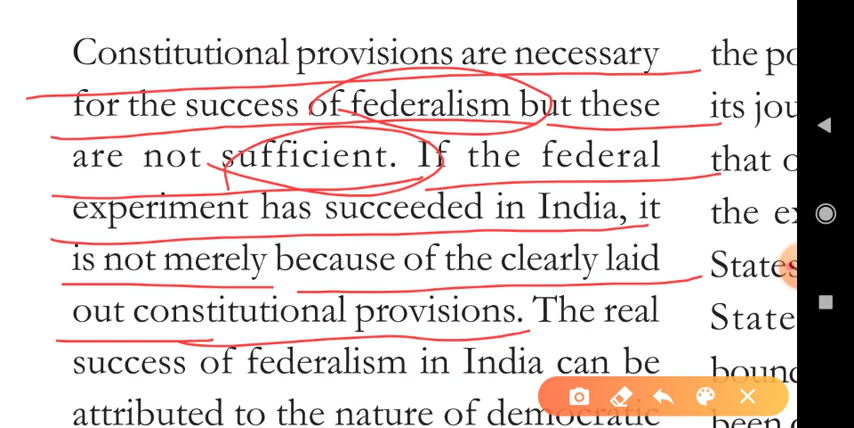 Constitutional provisions are necessary
for the success of federalism but these
are not sufficient. If the federal
experiment has succeeded in India, it
is not merely because of the clearly laid
out constitutional provisions. The real
success of federalism in India can be
attributed to the nature of democratic
the
its
that
the
States
State